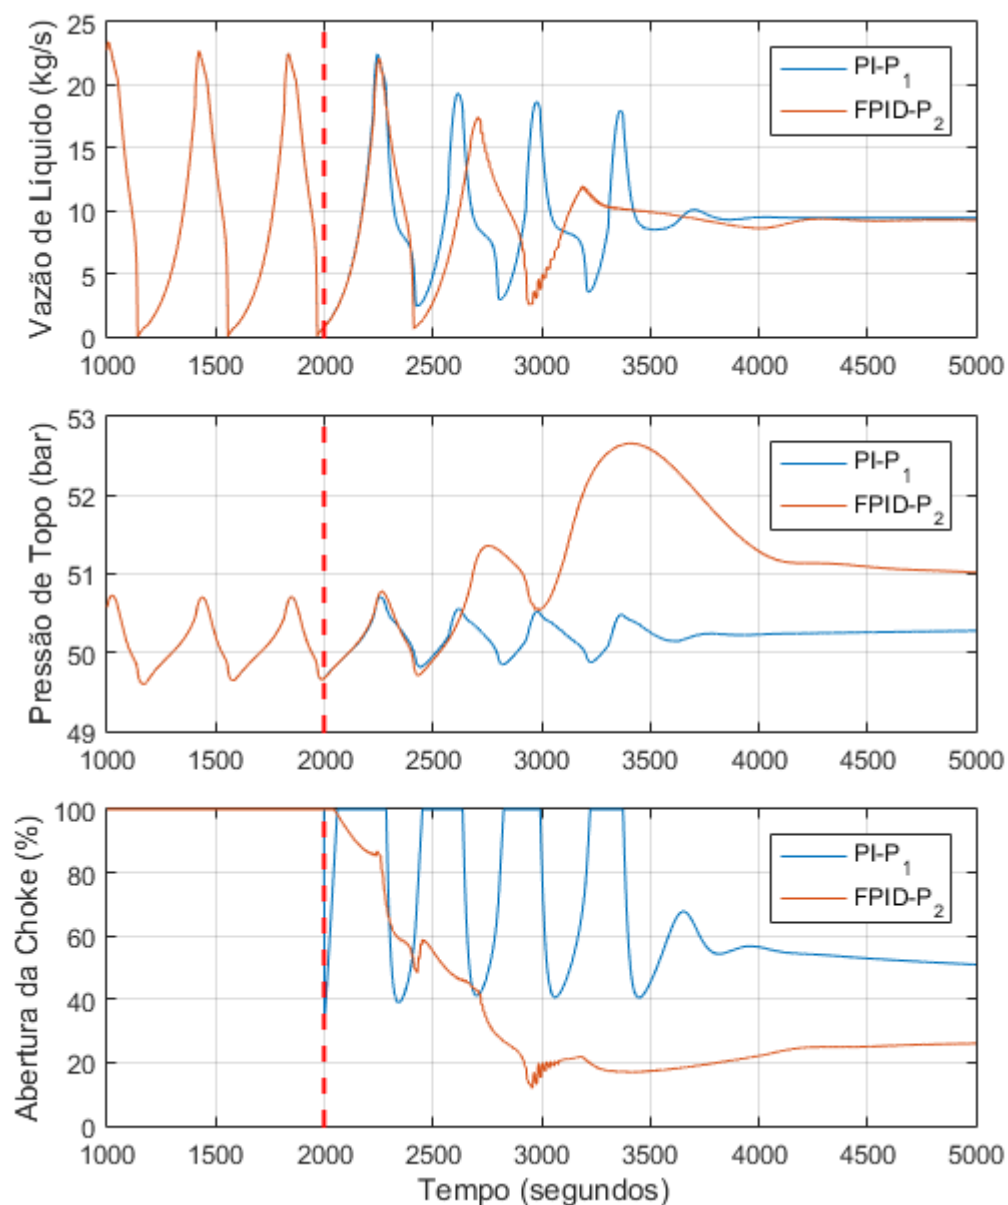 Vazão de Líquido (kg/s)
25
20
15
10
5
0
PI-P1
FPID-P2
1000 1500 2000 2500 3000 3500 4000 4500 5000
Pressão de Topo (bar)
53
52
51
50
49
PI-P1
FPID-P2
1000 1500 2000 2500 3000 3500 4000 4500 5000
Abertura da Choke (%)
100
80
60
40
20
0
PI-P1
FPID-P2
1000 1500 2000 2500 3000 3500 4000 4500 5000
Tempo (segundos)